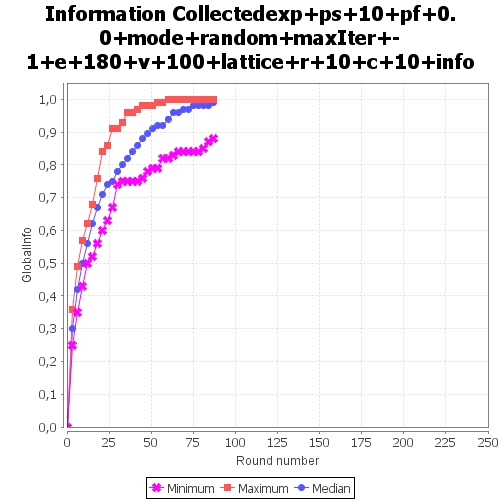 Information Collectedexp+ps+10+pf+0.
0+mode+random+maxIter+-
1+e+180+v+100+lattice+r+10+c+10+info
GlobalInfo
1,0
0,9
0,8
0,7
0,6
0,5
0,4
0,3
0,2
0,1
0,0
0 25 50 75 100 125 150 175 200 225 250
Round number
Minimum Maximum Median